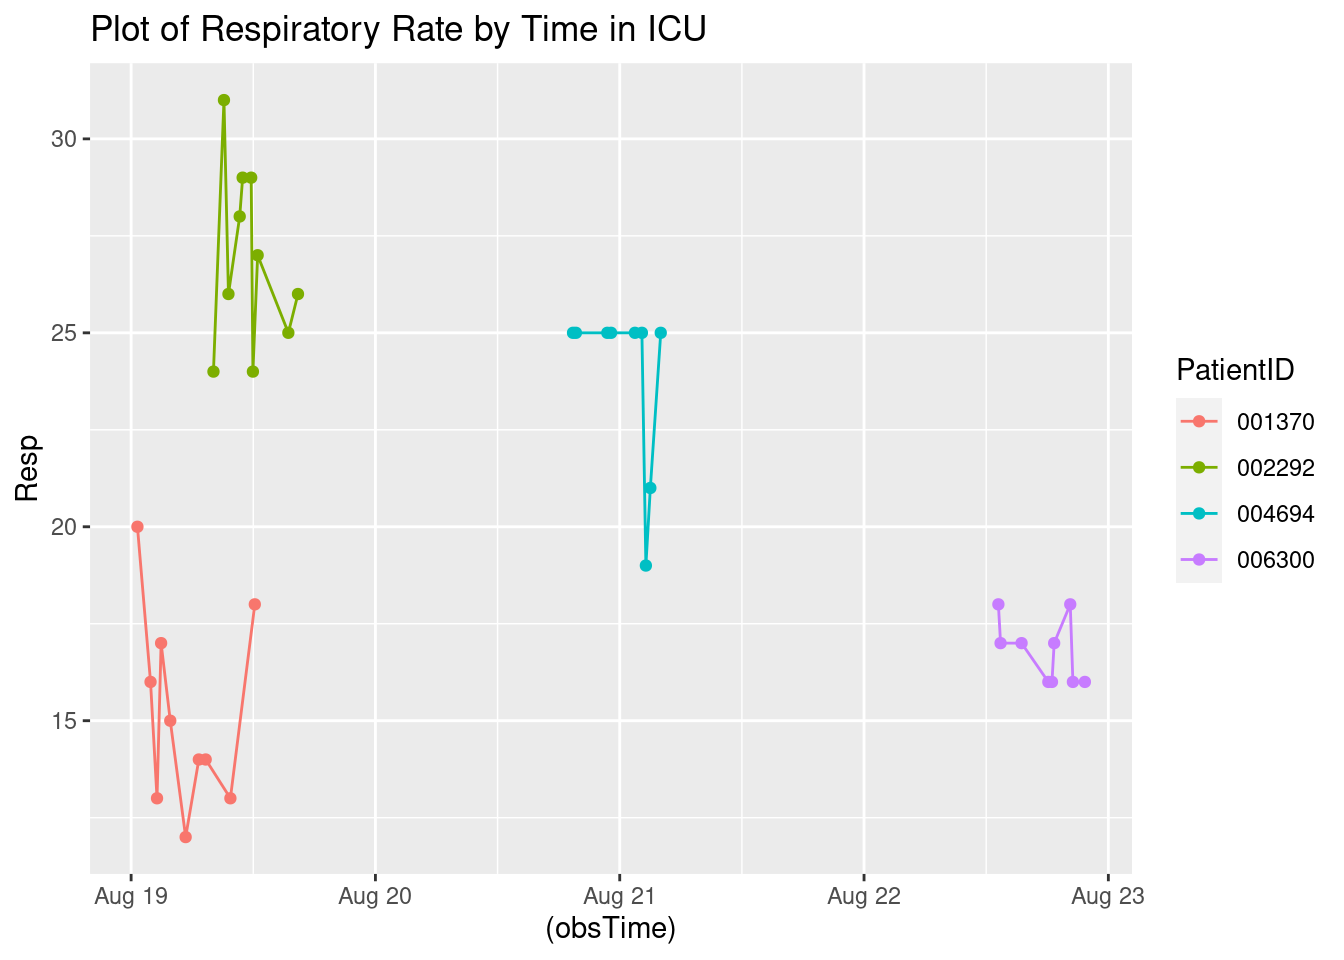 Plot of Respiratory Rate by Time in ICU
30
25
20
15
Resp
Aug 19
Aug 20
Aug 21
Aug 22
Aug 23
(obsTime)
PatientID
001370
002292
004694
006300